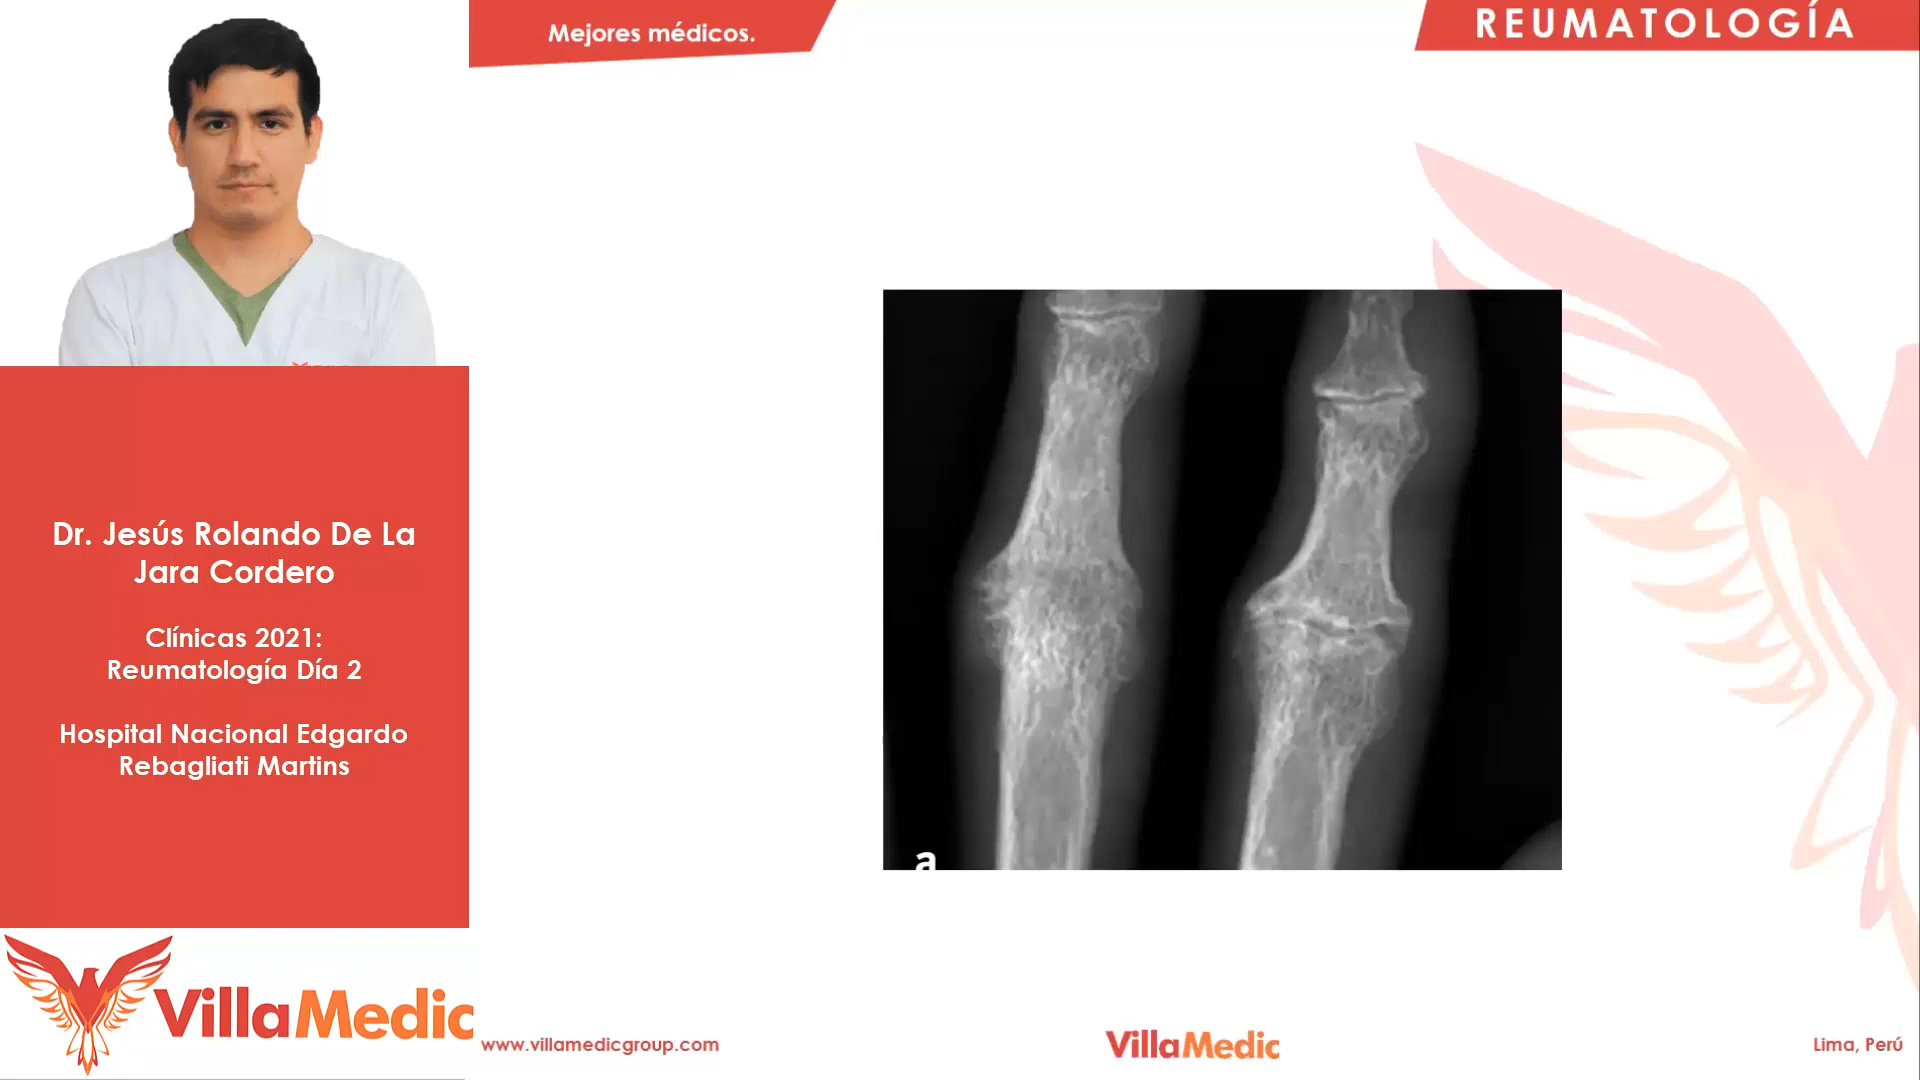 Mejores médicos.
REUMATOLOGÍA
Dr. Jesús Rolando De La
Jara Cordero
Clínicas 2021:
Reumatología Día 2
Hospital Nacional Edgardo
Rebagliati Martins
a
VillaMedic
www.villamedicgroup.com
VillaMedic
Lima, Perú